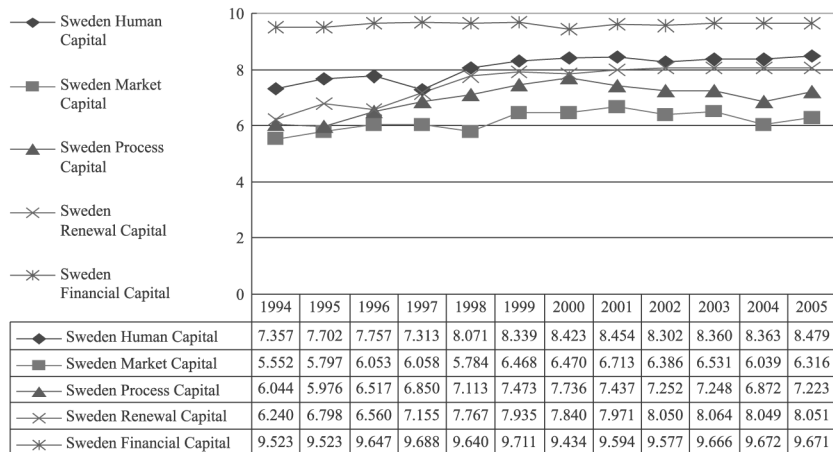 Sweden Human
Capital
Sweden Market
Capital
Sweden Process
Capital
Sweden
Renewal Capital
Sweden
Financial Capital
10
8
6
4
2
0
1994 1995 1996 1997 1998 1999 2000 2001 2002 2003 2004 2005
Sweden Human Capital 7.357 7.702 7.757 7.313 8.071 8.339 8.423 8.454 8.302 8.360 8.363 8.479
Sweden Market Capital 5.552 5.797 6.053 6.058 5.784 6.468 6.470 6.713 6.386 6.531 6.039 6.316
Sweden Process Capital 6.044 5.976 6.517 6.850 7.113 7.473 7.736 7.437 7.252 7.248 6.872 7.223
Sweden Renewal Capital 6.240 6.798 6.560 7.155 7.767 7.935 7.840 7.971 8.050 8.064 8.049 8.051
Sweden Financial Capital 9.523 9.523 9.647 9.688 9.640 9.711 9.434 9.594 9.577 9.666 9.672 9.671